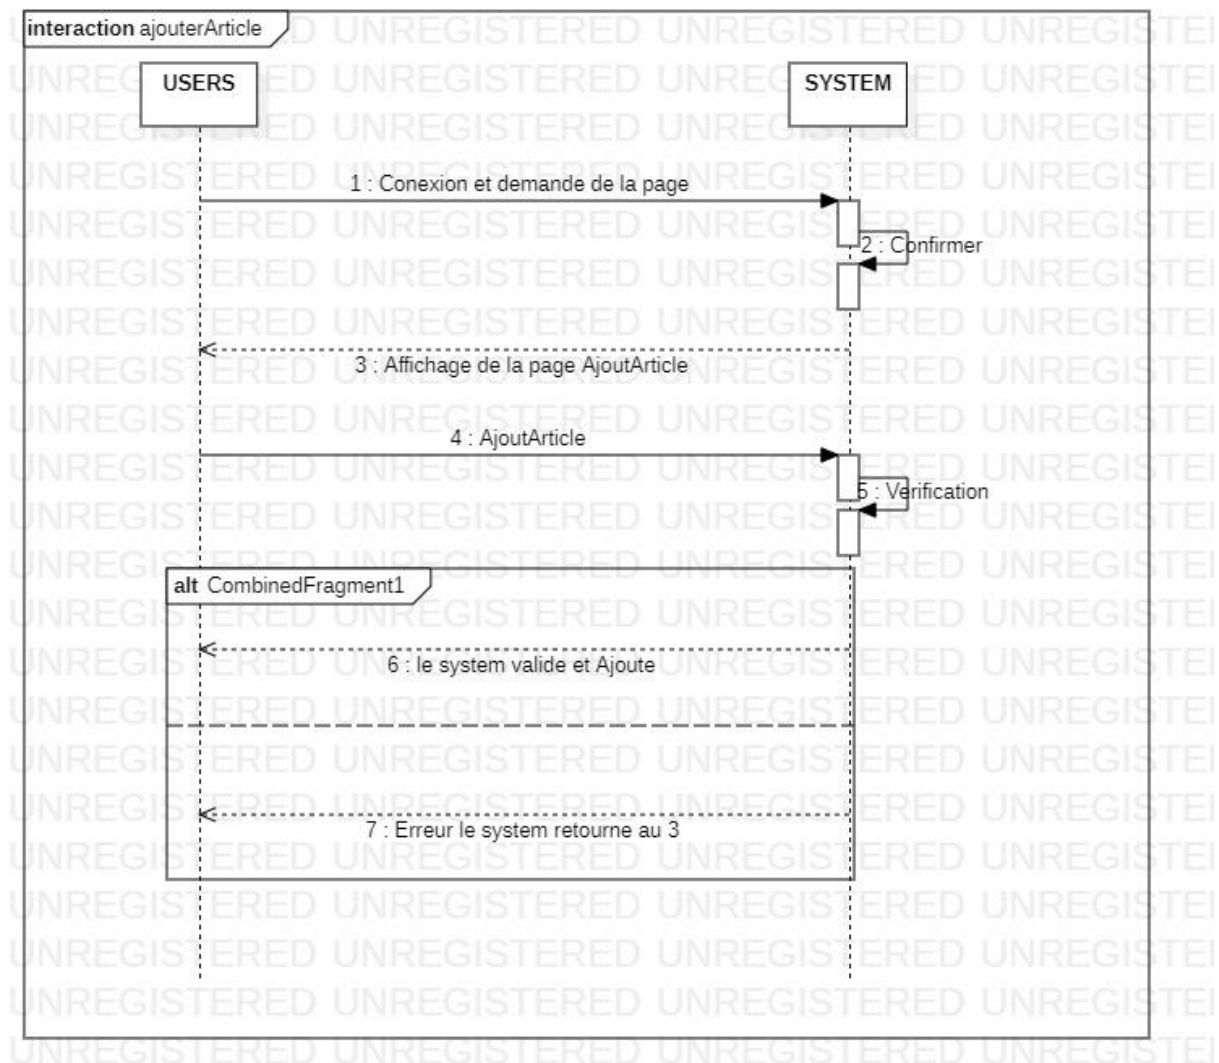 interaction ajouterArticle
USERS
SYSTEM
1 : Conexion et demande de la page
2 : Confirmer
3 : Affichage de la page AjoutArticle
4 : AjoutArticle
5 : Verification
alt CombinedFragment1
6 : le system valide et Ajoute
7 : Erreur le system retourne au 3
UNREGISTERED